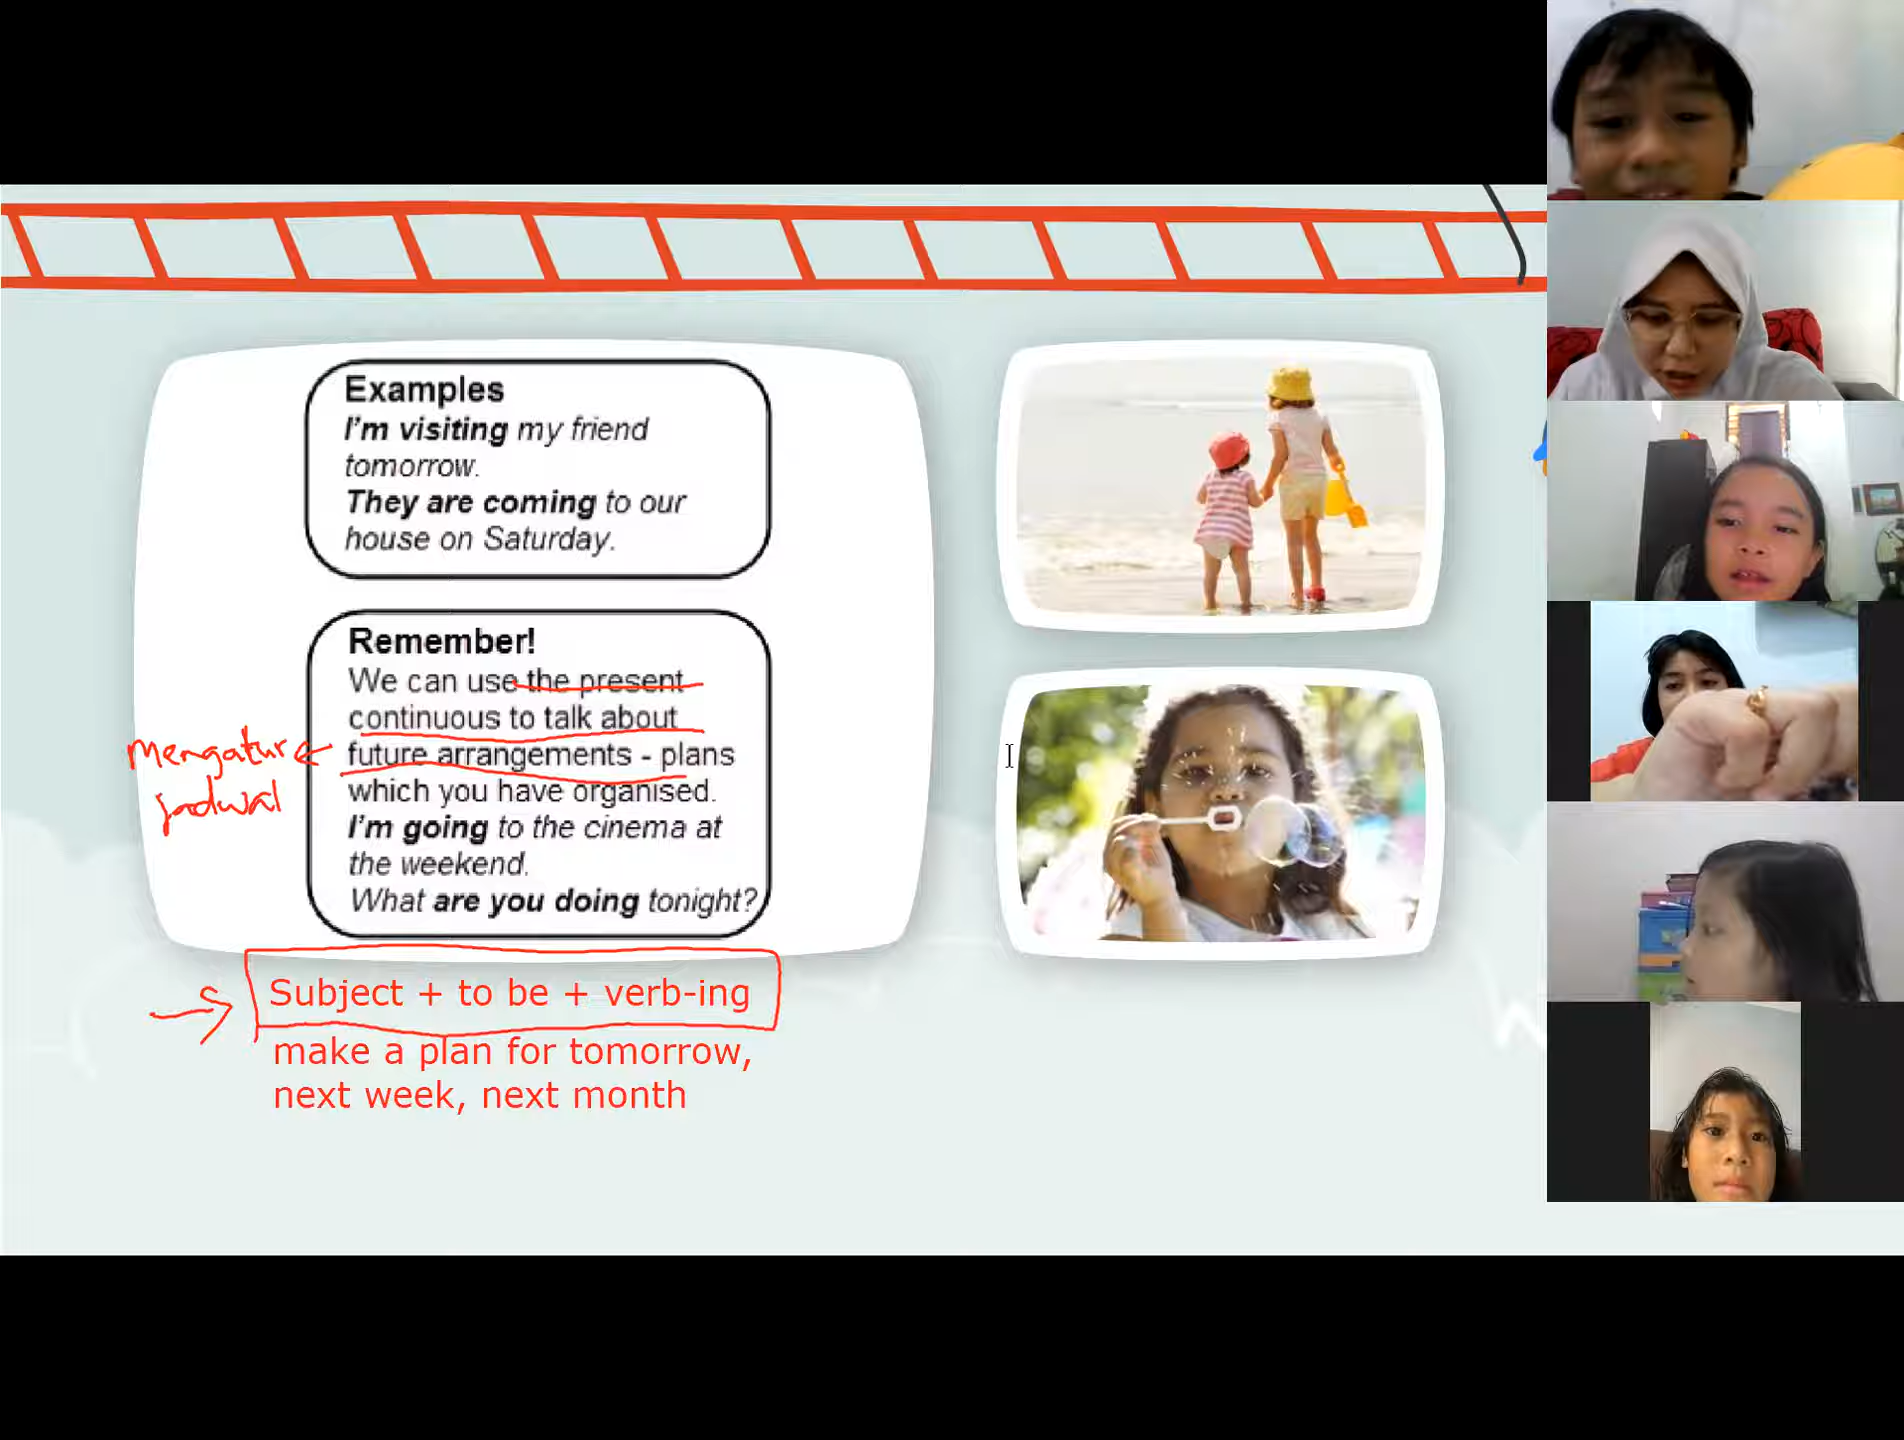 Examples
I'm visiting my friend
tomorrow.
They are coming to our
house on Saturday.
Remember!
We can use the present
continuous to talk about
future arrangements - plans
which you have organised.
I'm going to the cinema at
the weekend.
What are you doing tonight?
Mengatur
jadwal
Subject + to be + verb-ing
make a plan for tomorrow,
next week, next month